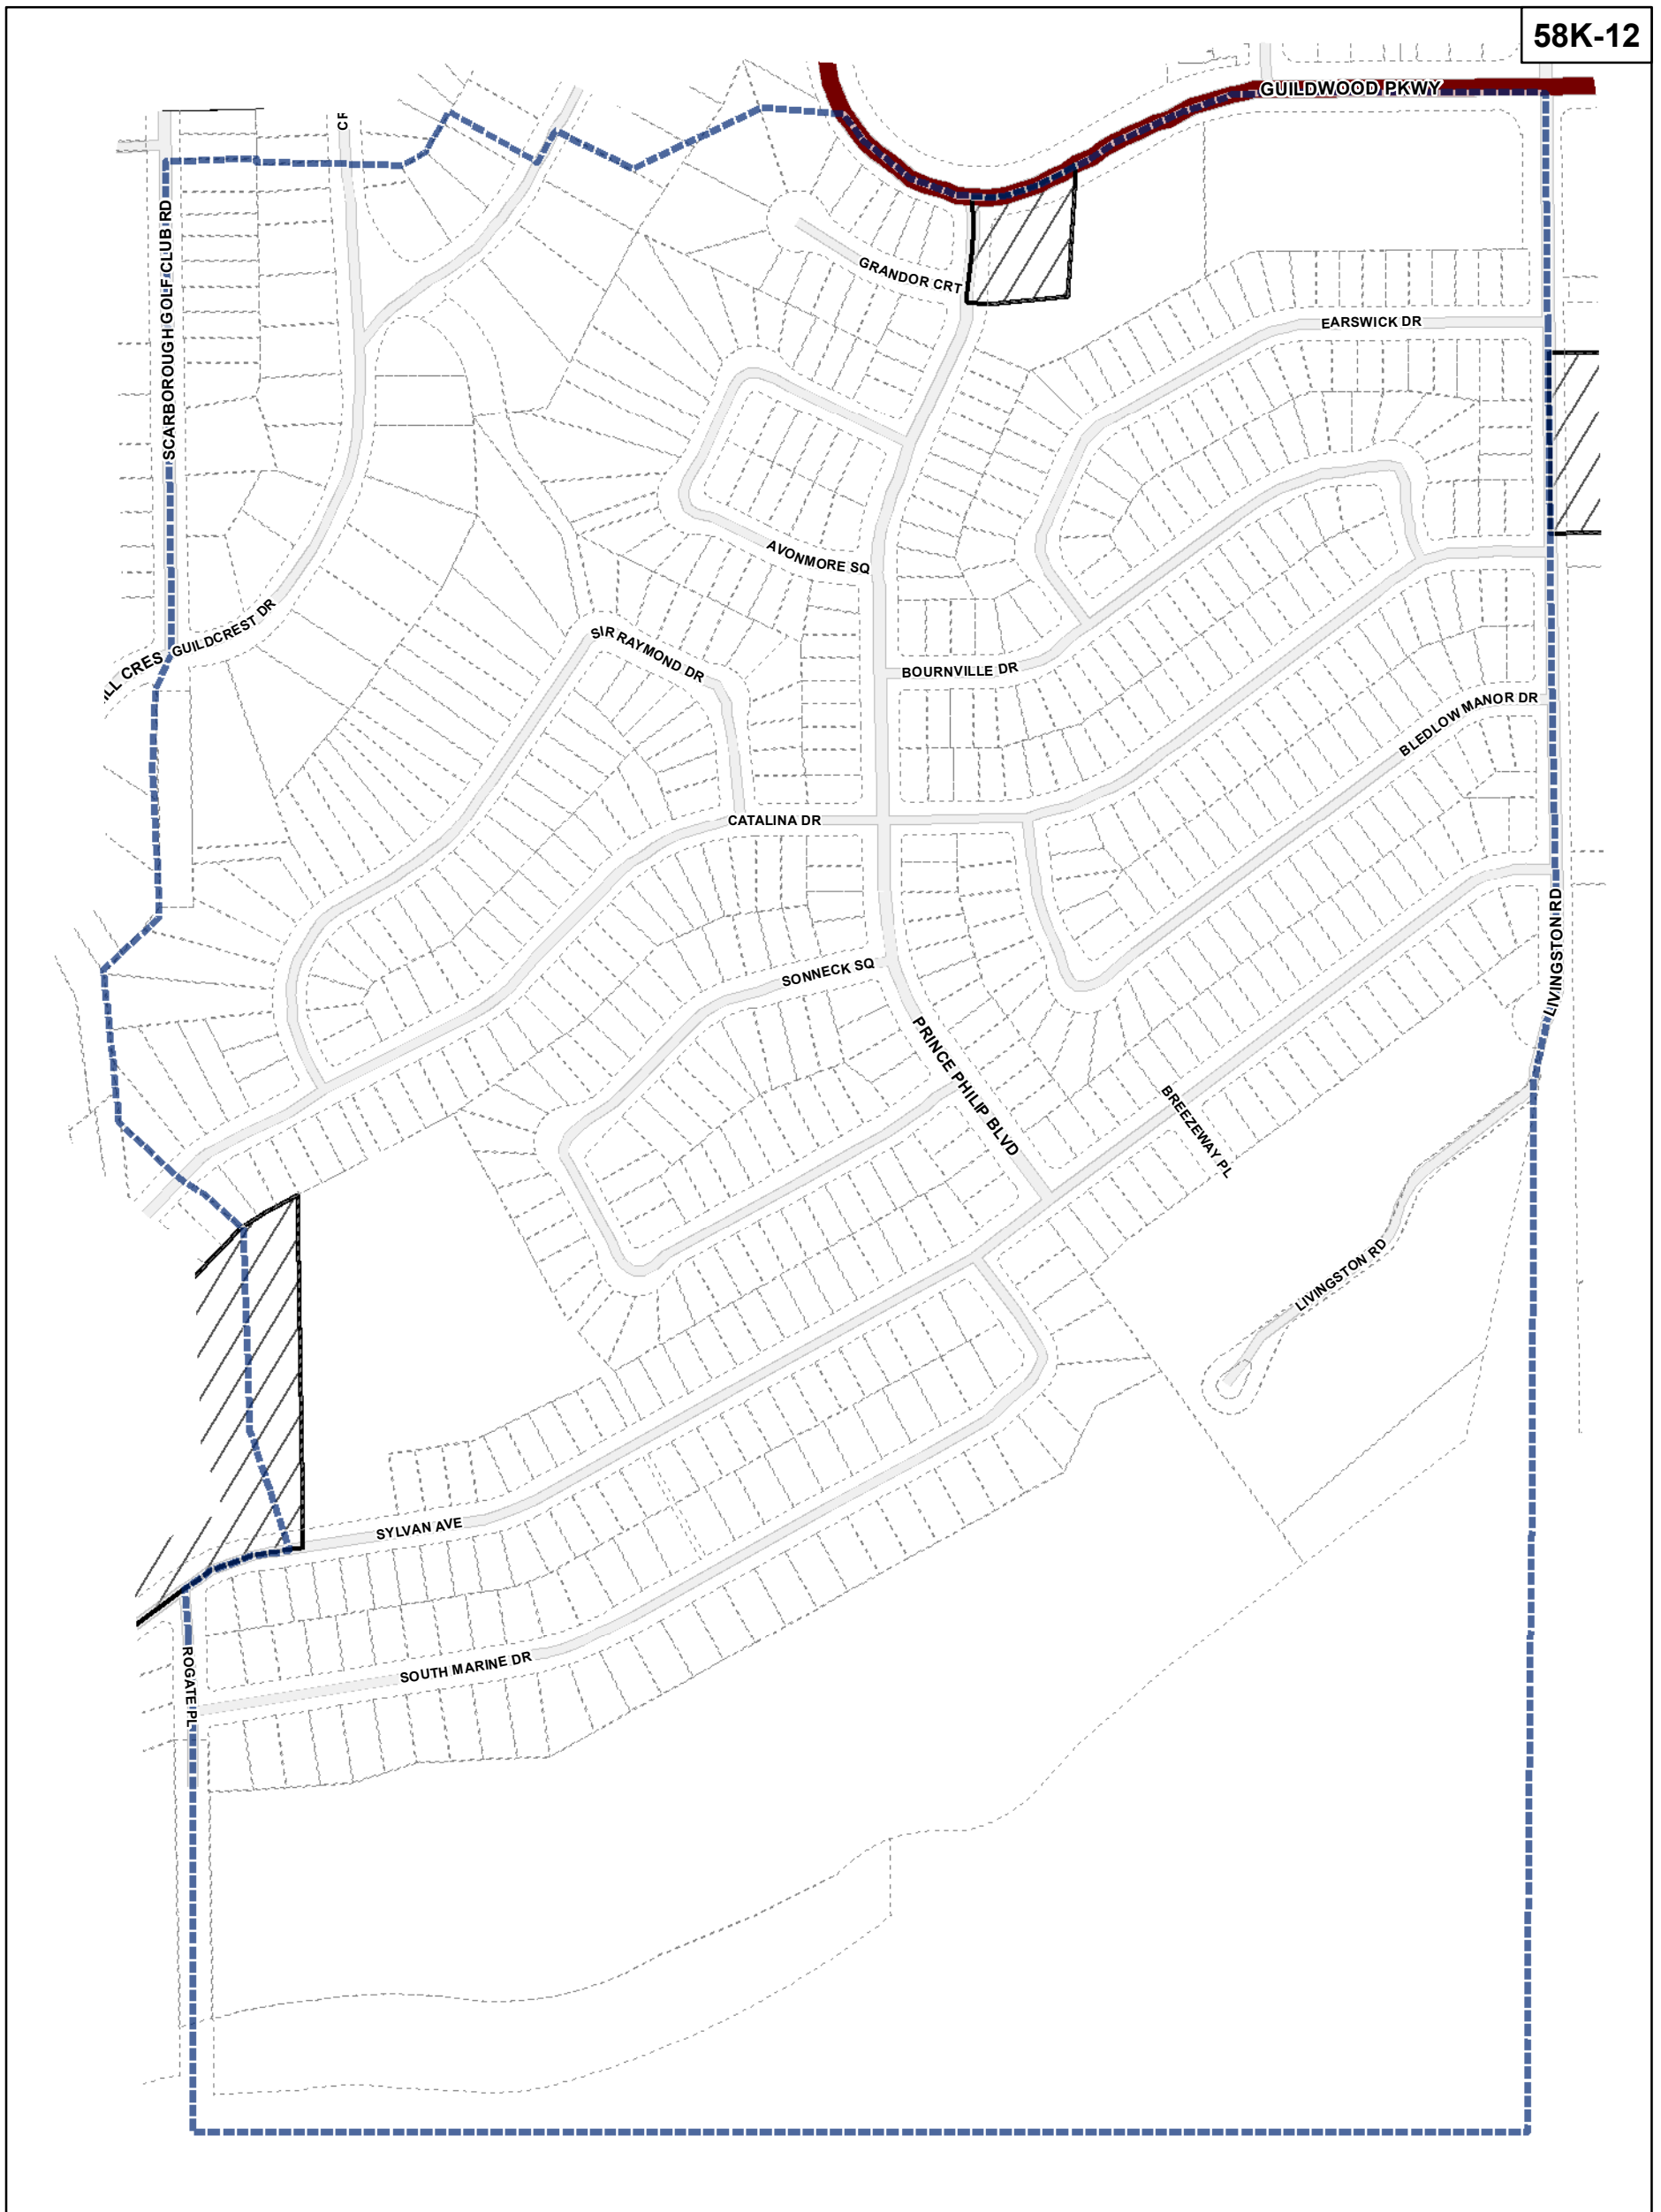 58K-12
GUILDWOOD PKWY
CR
SCARBOROUGH GOLF CLUB RD
GRANDOR CRT
EARSWICK DR
AVONMORE SQ
GUILDCREST DR
ILL CRES
SIR RAYMOND DR
BOURNVILLE DR
BLEDLOW MANOR DR
CATALINA DR
LIVINGSTON RD
SONNECK SQ
PRINCE PHILIP BLVD
BREEZEWAY PL
LIVINGSTON RD
SYLVAN AVE
SOUTH MARINE DR
ROGATE PL